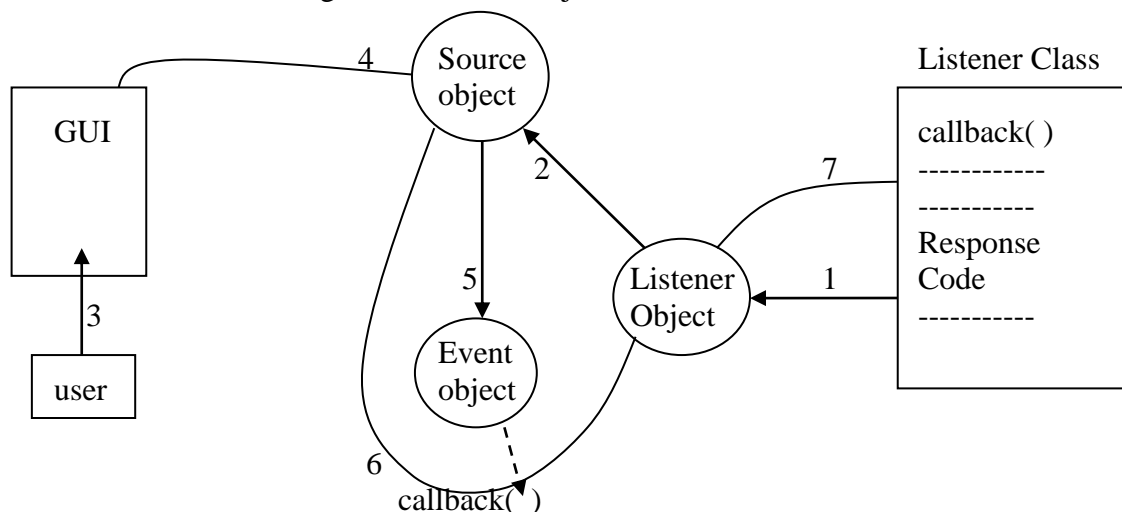 4
Source
object
Listener Class
GUI
callback( )
------------
-----------
Response
Code
-----------
2
7
5
Listener
Object
1
3
Event
object
user
6
callback( )